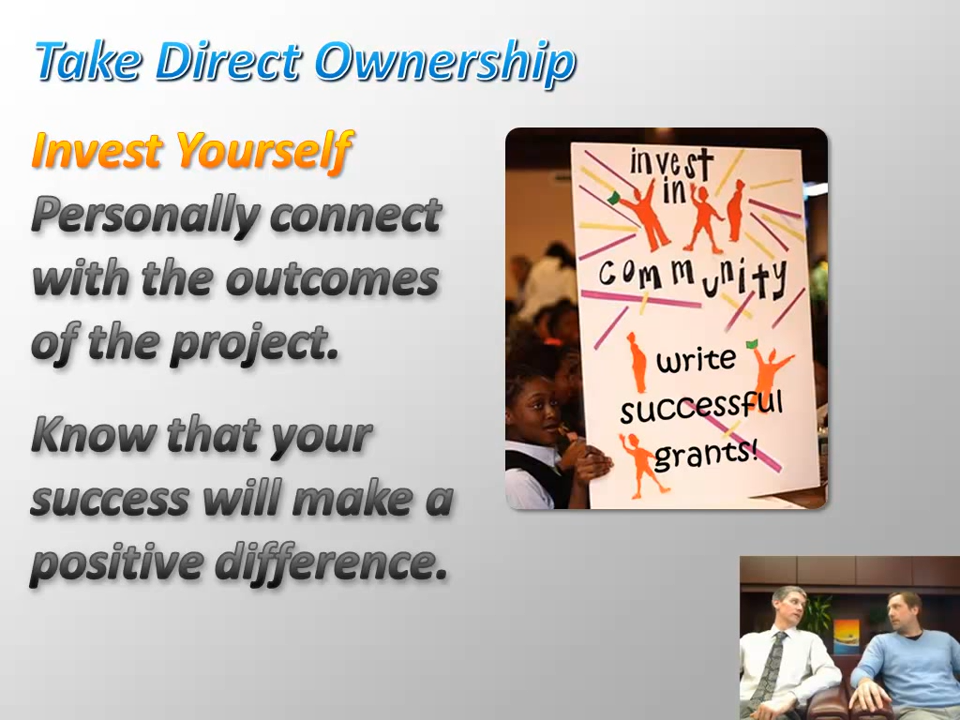 Take Direct Ownership
Invest Yourself
Personally connect
with the outcomes
of the project.
Know that your
success will make a
positive difference.
invest
in
community
write
successful
grants!